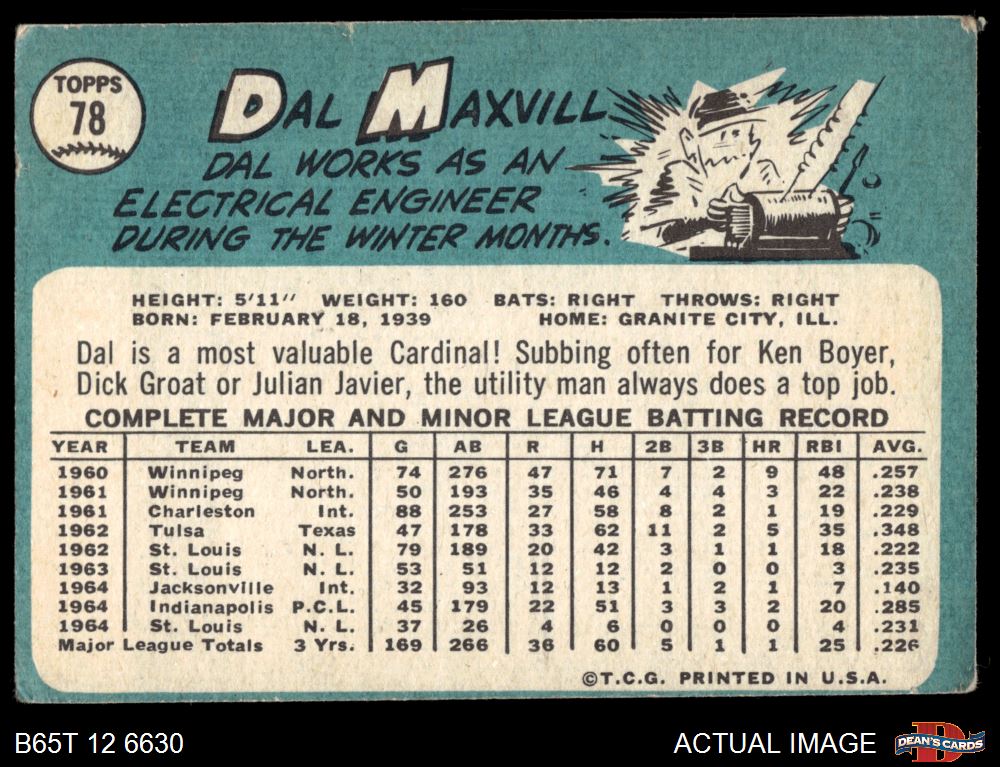 TOPPS
78
DAL MAXVILL
DAL WORKS AS AN
ELECTRICAL ENGINEER
DURING THE WINTER MONTHS.
HEIGHT: 5'11" WEIGHT: 160 BATS: RIGHT THROWS: RIGHT
BORN: FEBRUARY 18, 1939 HOME: GRANITE CITY, ILL.
Dal is a most valuable Cardinal! Subbing often for Ken Boyer,
Dick Groat or Julian Javier, the utility man always does a top job.
COMPLETE MAJOR AND MINOR LEAGUE BATTING RECORD
YEAR TEAM LEA. G AB R H 2B 3B HR RBI AVG.
1960 Winnipeg North. 74 276 47 71 7 2 9 48 .257
1961 Winnipeg North. 50 193 35 46 4 4 3 22 .238
1961 Charleston Int. 88 253 27 58 8 2 1 19 .229
1962 Tulsa Texas 47 178 33 62 11 2 5 35 .348
1962 St. Louis N. L. 79 189 20 42 3 1 1 18 .222
1963 St. Louis N. L. 53 51 12 12 2 0 0 3 .235
1964 Jacksonville Int. 32 93 12 13 1 2 1 7 .140
1964 Indianapolis P.C.L. 45 179 22 51 3 3 2 20 .285
1964 St. Louis N. L. 37 26 4 6 0 0 0 4 .231
Major League Totals 3 Yrs. 169 266 36 60 5 1 1 25 .226
©T.C.G. PRINTED IN U.S.A.
B65T 12 6630 ACTUAL IMAGE DEAN'S CARDS